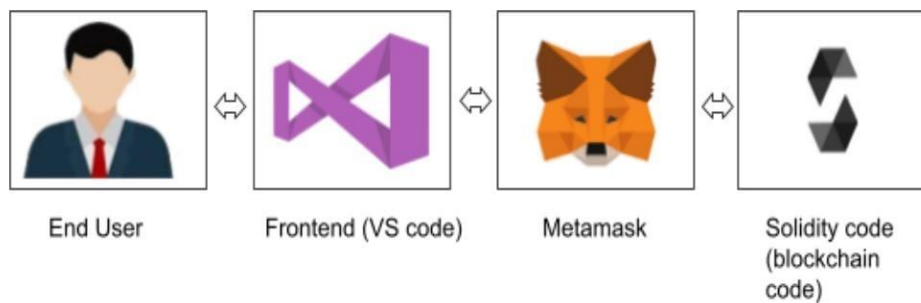 End User
Frontend (VS code)
Metamask
Solidity code
(blockchain
code)